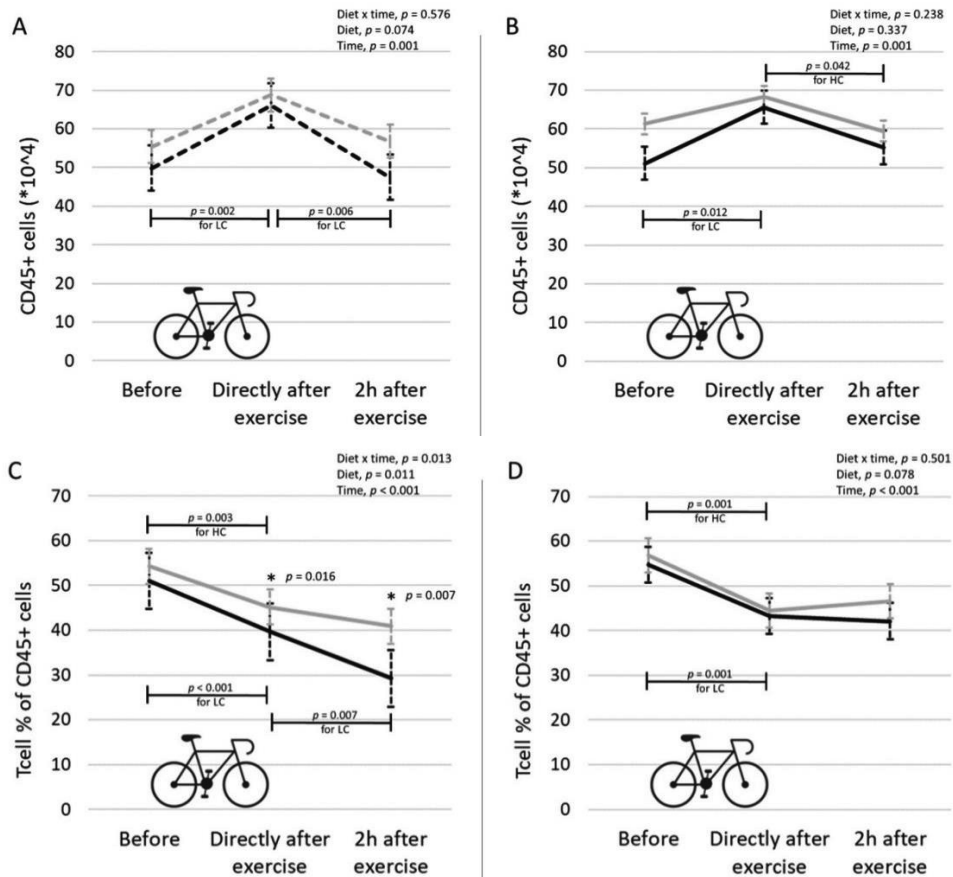 A
Diet x time, p = 0.576
Diet, p = 0.074
Time, p = 0.001
CD45+ cells (*10^4)
80
70
60
50
40
30
20
10
0
p = 0.002
for LC
p = 0.006
for LC
Before
Directly after
exercise
2h after
exercise
B
Diet x time, p = 0.238
Diet, p = 0.337
Time, p = 0.001
CD45+ cells (*10^4)
80
70
60
50
40
30
20
10
0
p = 0.042
for HC
p = 0.012
for LC
Before
Directly after
exercise
2h after
exercise
C
Diet x time, p = 0.013
Diet, p = 0.011
Time, p < 0.001
Tcell % of CD45+ cells
70
60
50
40
30
20
10
0
p = 0.003
for HC
* p = 0.016
* p = 0.007
p < 0.001
for LC
p = 0.007
for LC
Before
Directly after
exercise
2h after
exercise
D
Diet x time, p = 0.501
Diet, p = 0.078
Time, p < 0.001
Tcell % of CD45+ cells
70
60
50
40
30
20
10
0
p = 0.001
for HC
p = 0.001
for LC
Before
Directly after
exercise
2h after
exercise